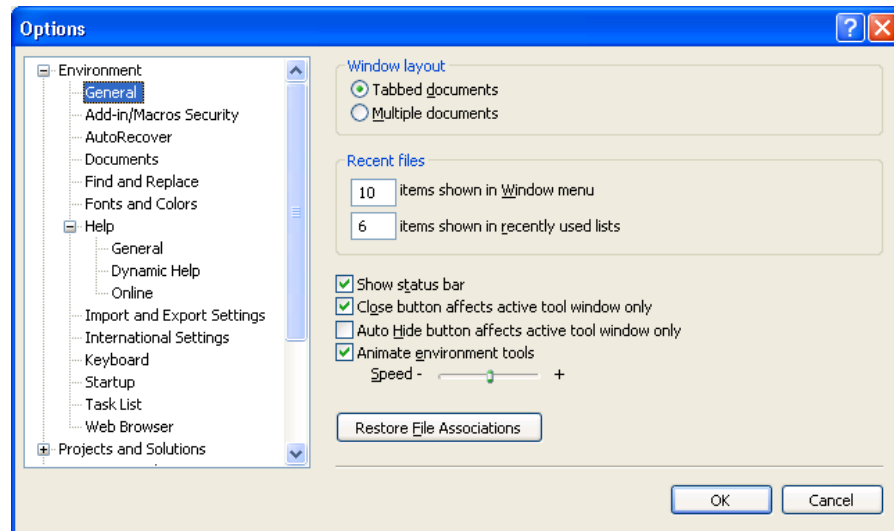 Options
Environment
General
Add-in/Macros Security
AutoRecover
Documents
Find and Replace
Fonts and Colors
Help
General
Dynamic Help
Online
Import and Export Settings
International Settings
Keyboard
Startup
Task List
Web Browser
Projects and Solutions
Window layout
Tabbed documents
Multiple documents
Recent files
10 items shown in Window menu
6 items shown in recently used lists
Show status bar
Close button affects active tool window only
Auto Hide button affects active tool window only
Animate environment tools
Speed - +
Restore File Associations
OK Cancel